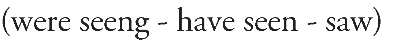 (were seeng - have seen - saw)